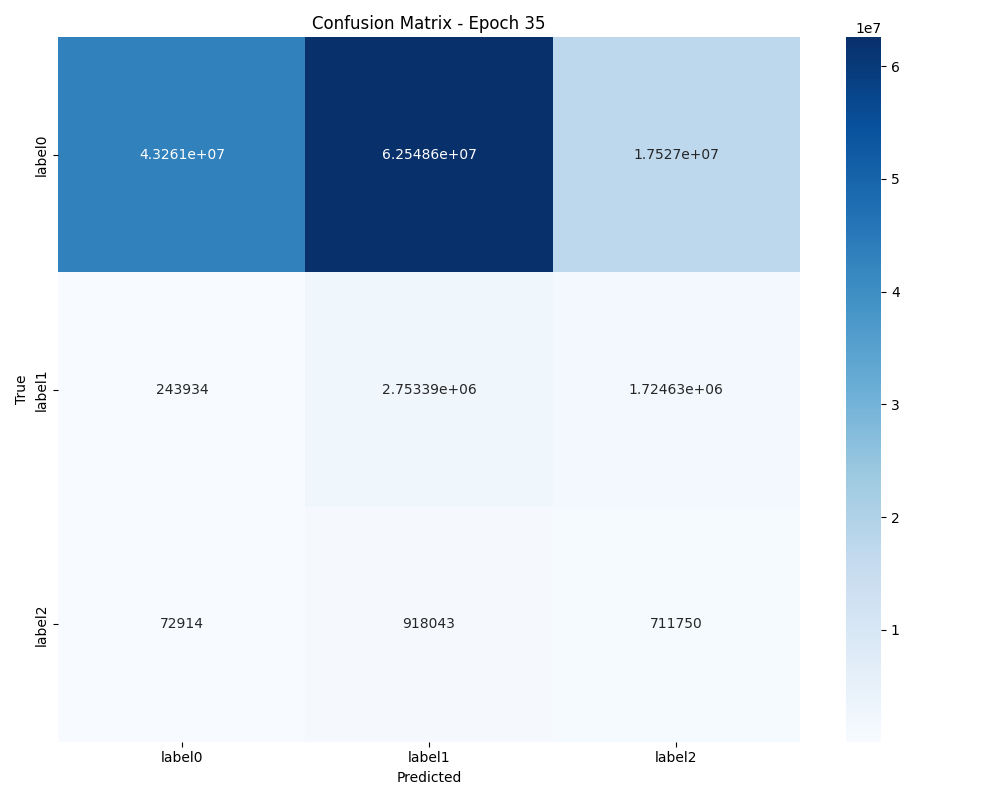 Confusion Matrix - Epoch 35
1e7
label0
4.3261e+07 6.25486e+07 1.7527e+07
6
5
4
True
label1
243934 2.75339e+06 1.72463e+06
3
2
label2
72914 918043 711750
1
label0 label1 label2
Predicted